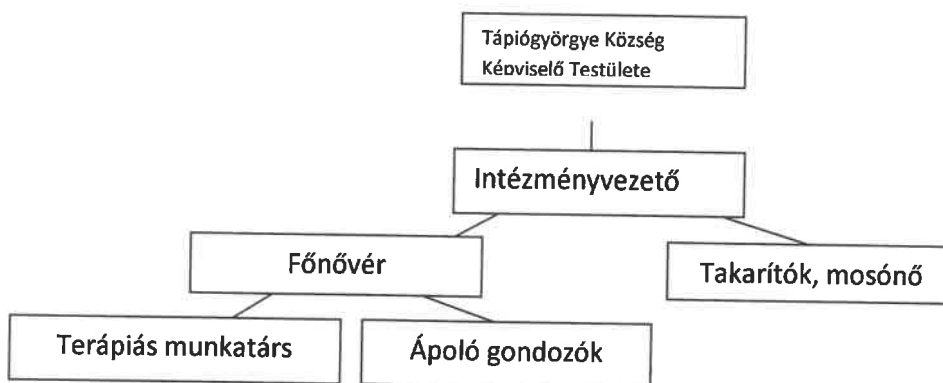 Tápiógyörgye Község
Képviselő Testülete
Intézményvezető
Főnővér
Takarítók, mosónő
Terápiás munkatárs
Ápoló gondozók